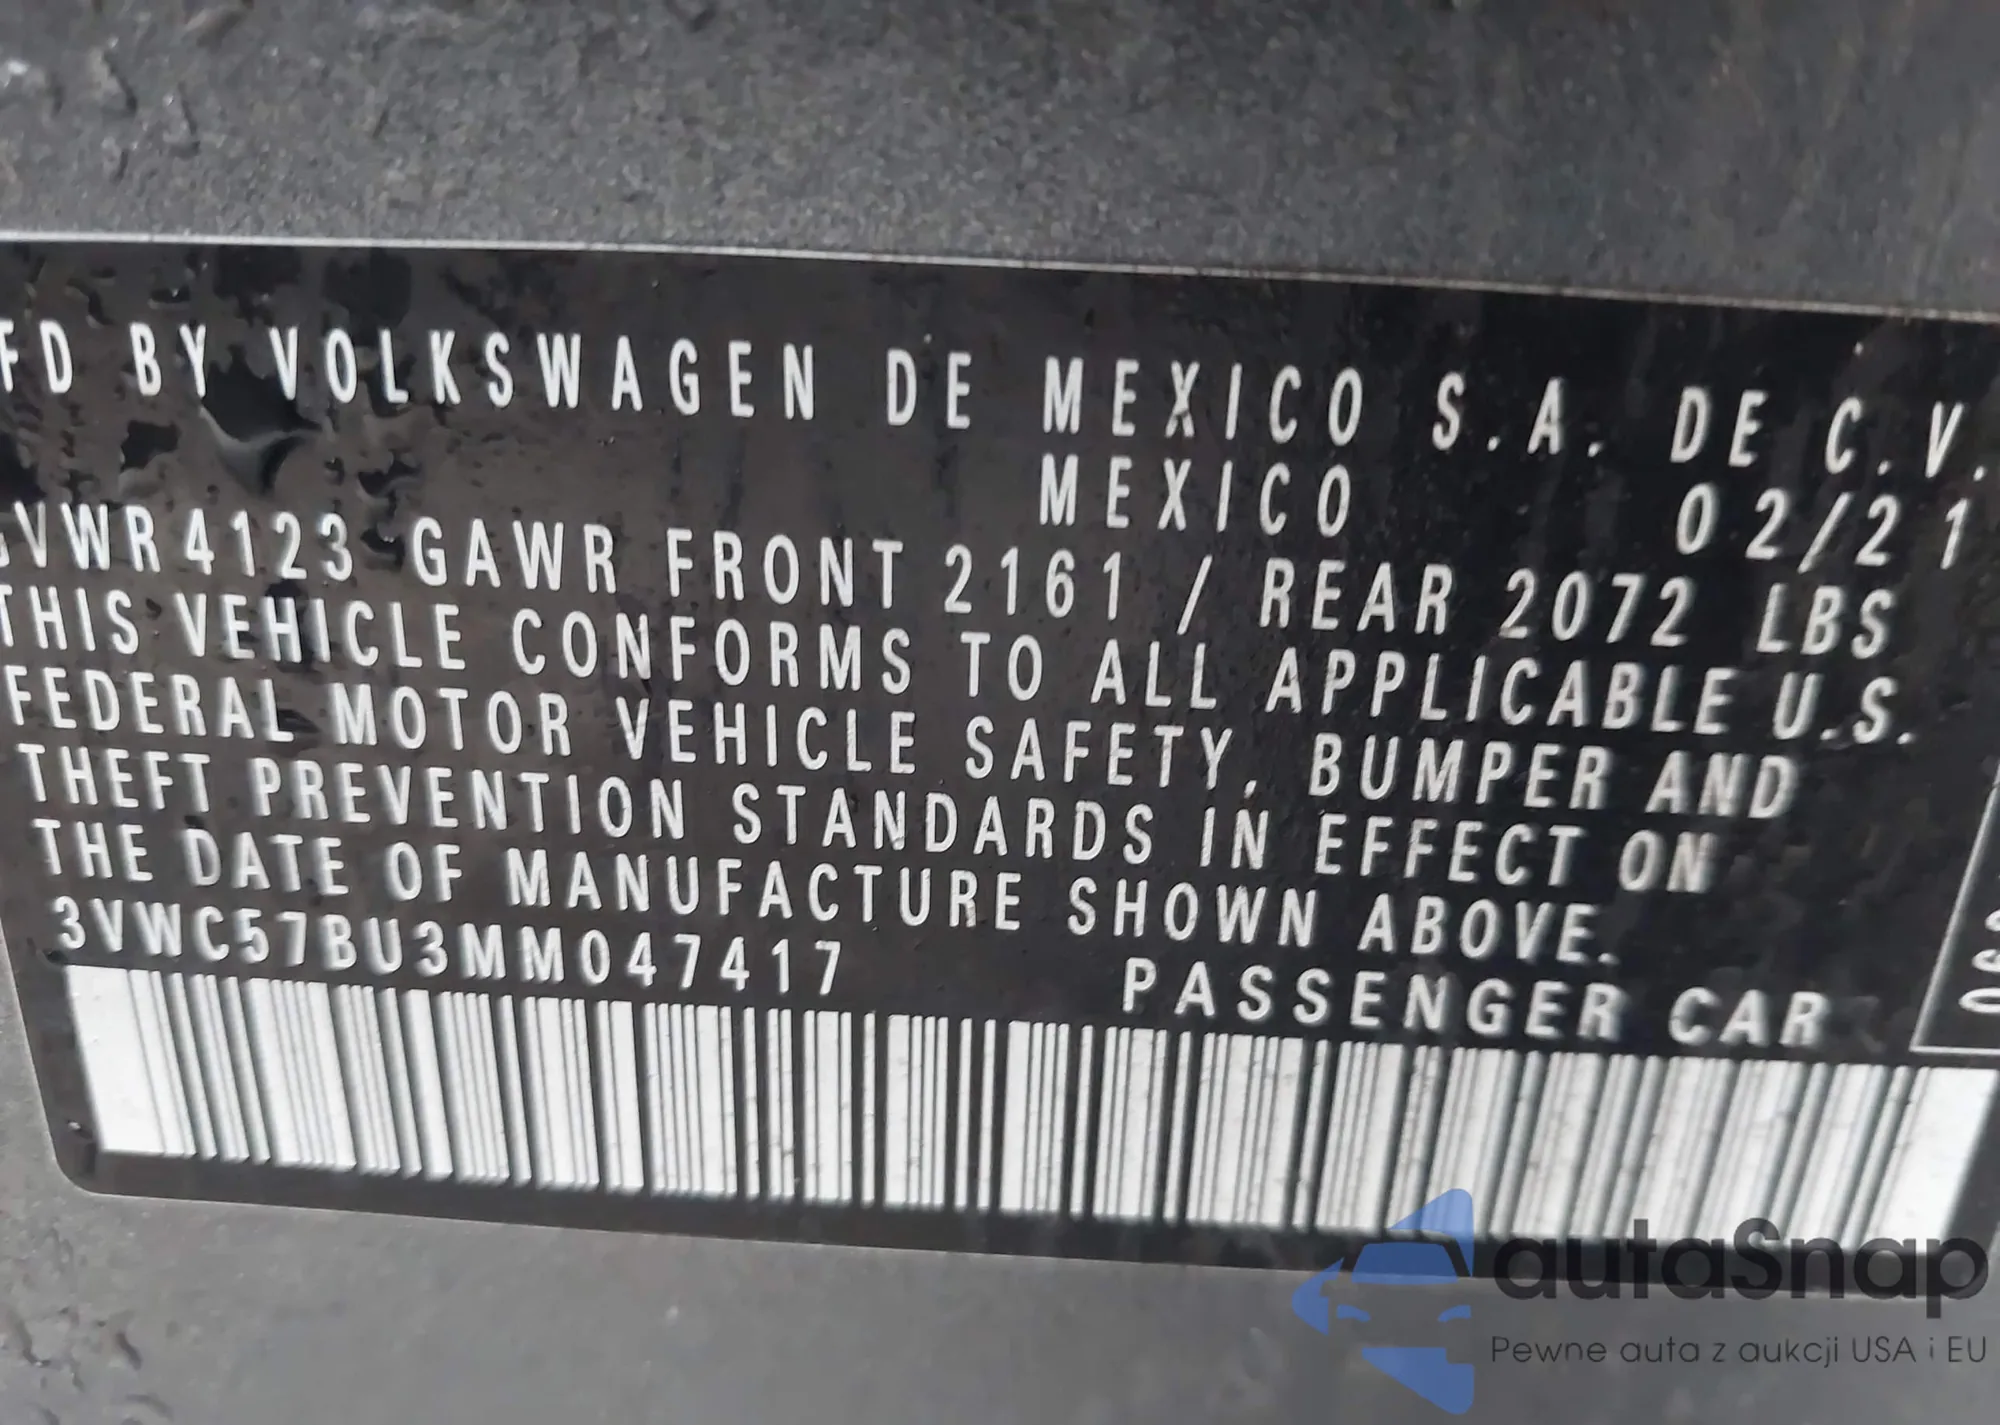 FD BY VOLKSWAGEN DE MEXICO S.A. DE C.V.
MEXICO 02/21
VWR 4123 GAWR FRONT 2161 / REAR 2072 LBS
THIS VEHICLE CONFORMS TO ALL APPLICABLE U.S.
FEDERAL MOTOR VEHICLE SAFETY, BUMPER AND
THEFT PREVENTION STANDARDS IN EFFECT ON
THE DATE OF MANUFACTURE SHOWN ABOVE.
3VWC57BU3MM047417 PASSENGER CAR
autaSnap
Pewne auta z aukcji USA i EU